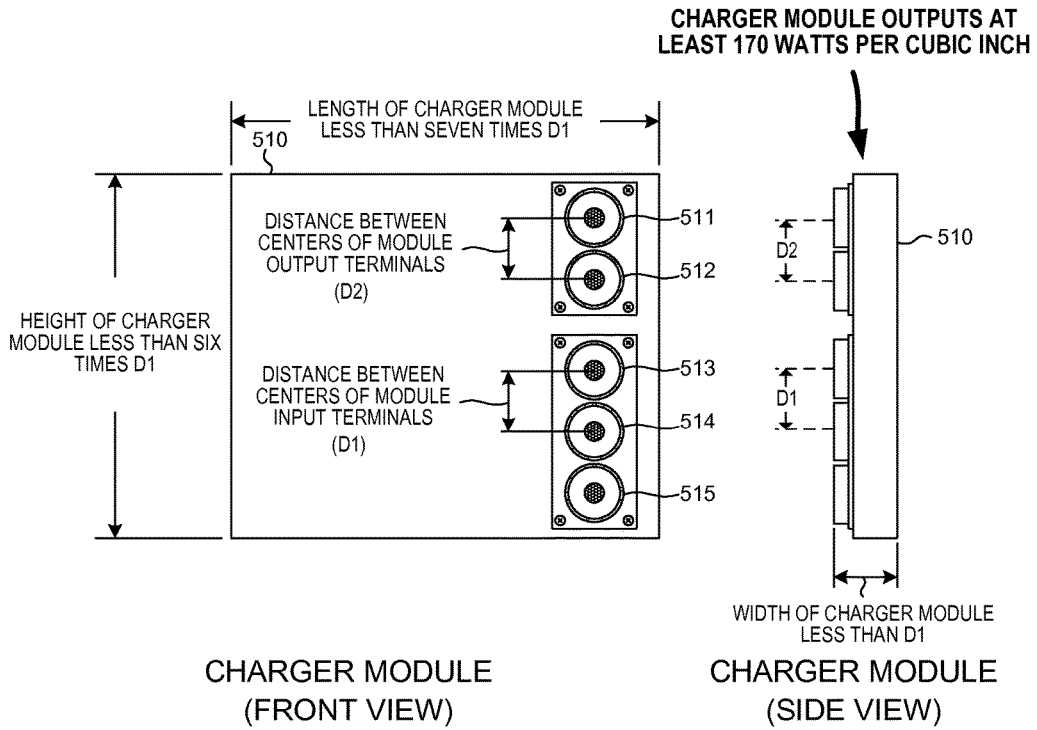 CHARGER MODULE OUTPUTS AT
LEAST 170 WATTS PER CUBIC INCH
LENGTH OF CHARGER MODULE
LESS THAN SEVEN TIMES D1
510
DISTANCE BETWEEN
CENTERS OF MODULE
OUTPUT TERMINALS
(D2)
511
512
HEIGHT OF CHARGER
MODULE LESS THAN SIX
TIMES D1
DISTANCE BETWEEN
CENTERS OF MODULE
INPUT TERMINALS
(D1)
513
514
515
D2
510
D1
WIDTH OF CHARGER MODULE
LESS THAN D1
CHARGER MODULE
(FRONT VIEW)
CHARGER MODULE
(SIDE VIEW)